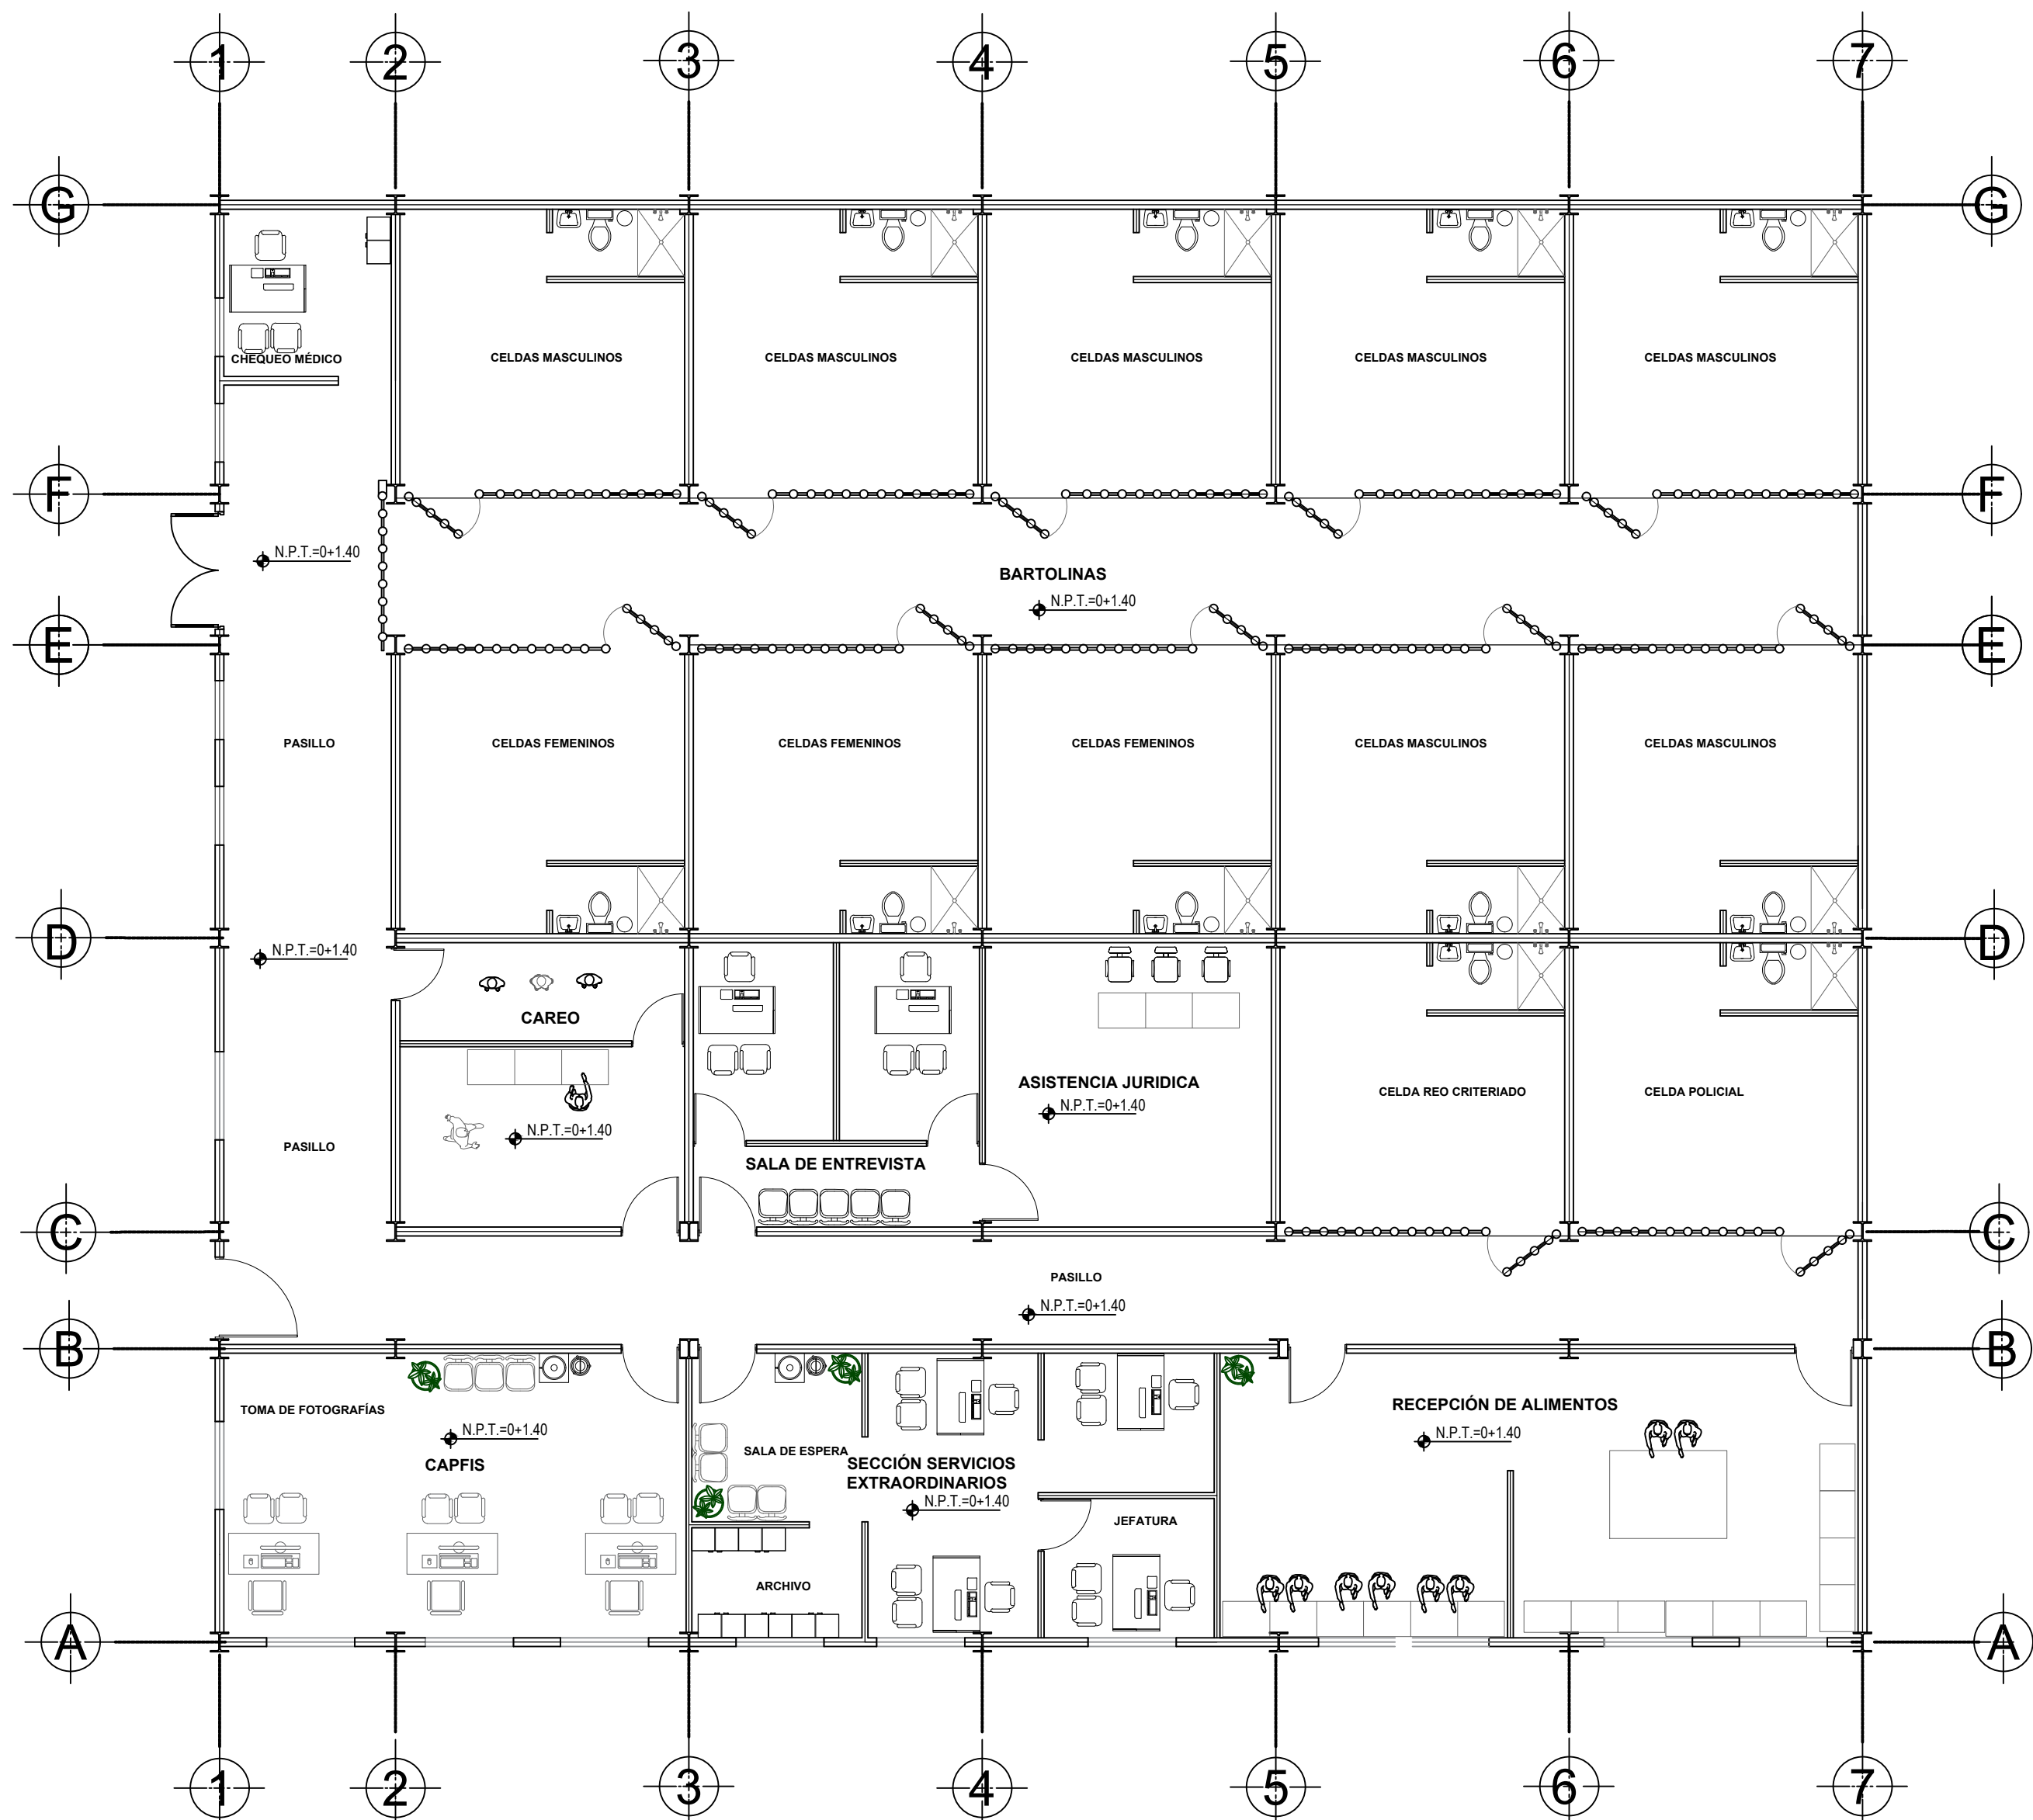 1 2 3 4 5 6 7
G G
CHEQUEO MÉDICO
CELDAS MASCULINOS
CELDAS MASCULINOS
CELDAS MASCULINOS
CELDAS MASCULINOS
CELDAS MASCULINOS
F F
N.P.T.=0+1.40
BARTOLINAS
N.P.T.=0+1.40
E E
PASILLO
CELDAS FEMENINOS
CELDAS FEMENINOS
CELDAS FEMENINOS
CELDAS MASCULINOS
CELDAS MASCULINOS
D D
N.P.T.=0+1.40
CAREO
N.P.T.=0+1.40
PASILLO
SALA DE ENTREVISTA
ASISTENCIA JURIDICA
N.P.T.=0+1.40
CELDA REO CRITERIADO
CELDA POLICIAL
C C
PASILLO
N.P.T.=0+1.40
B B
TOMA DE FOTOGRAFÍAS
N.P.T.=0+1.40
CAPFIS
SALA DE ESPERA
SECCIÓN SERVICIOS
EXTRAORDINARIOS
N.P.T.=0+1.40
JEFATURA
ARCHIVO
RECEPCIÓN DE ALIMENTOS
N.P.T.=0+1.40
A A
1 2 3 4 5 6 7